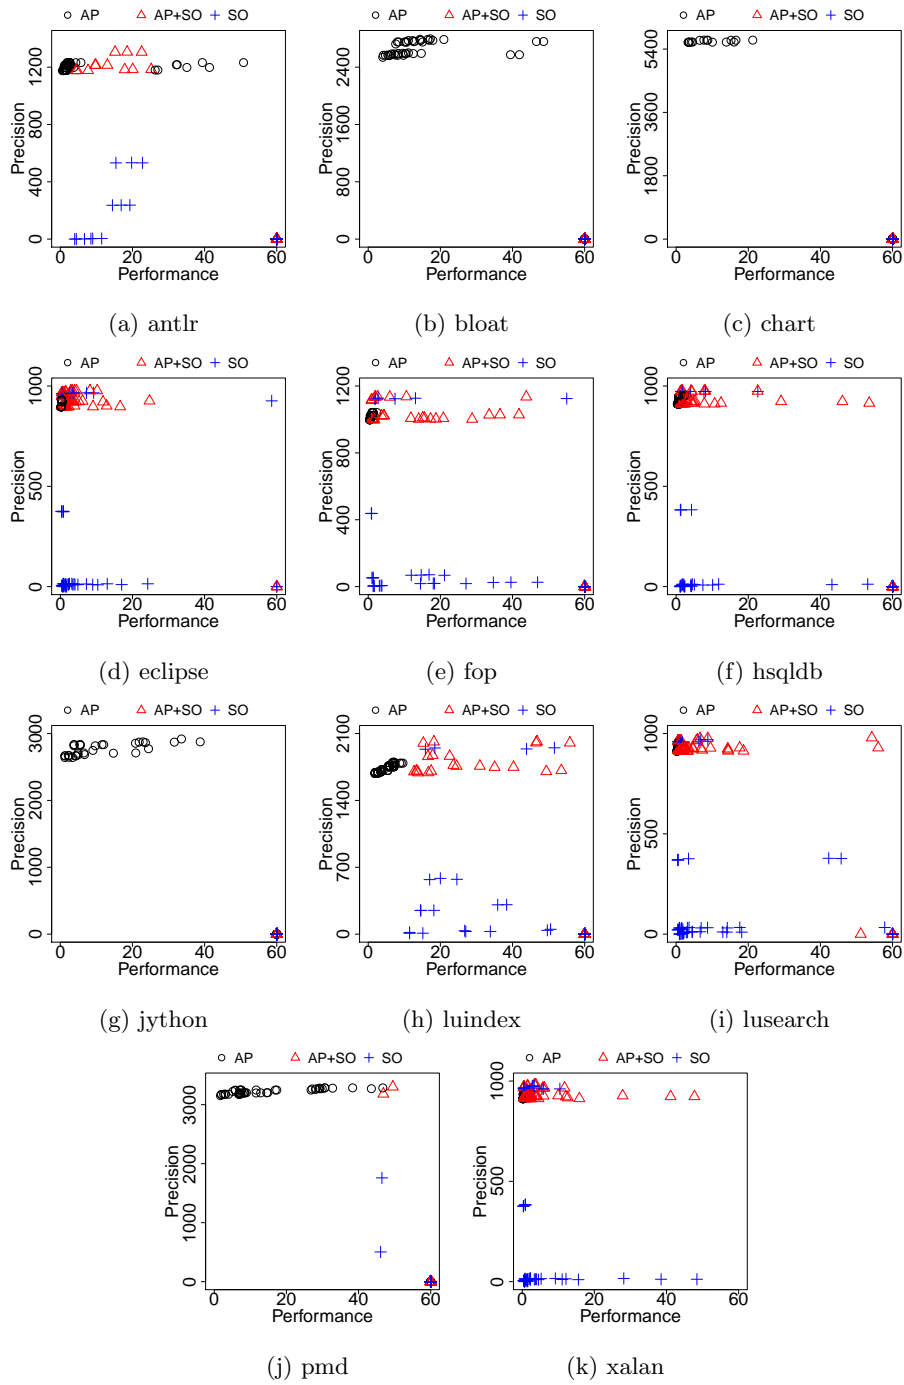 AP AP+SO SO AP AP+SO SO AP AP+SO SO
Precision
0 400 800 1200
0 20 40 60
Performance
Precision
0 800 1600 2400
0 20 40 60
Performance
Precision
0 1800 3600 5400
0 20 40 60
Performance
(a) antlr (b) bloat (c) chart
AP AP+SO SO AP AP+SO SO AP AP+SO SO
Precision
0 500 1000
0 20 40 60
Performance
Precision
0 400 800 1200
0 20 40 60
Performance
Precision
0 500 1000
0 20 40 60
Performance
(d) eclipse (e) fop (f) hsqldb
AP AP+SO SO AP AP+SO SO AP AP+SO SO
Precision
0 1000 2000 3000
0 20 40 60
Performance
Precision
0 700 1400 2100
0 20 40 60
Performance
Precision
0 500 1000
0 20 40 60
Performance
(g) jython (h) luindex (i) lusearch
AP AP+SO SO AP AP+SO SO
Precision
0 1000 2000 3000
0 20 40 60
Performance
Precision
0 500 1000
0 20 40 60
Performance
(j) pmd (k) xalan